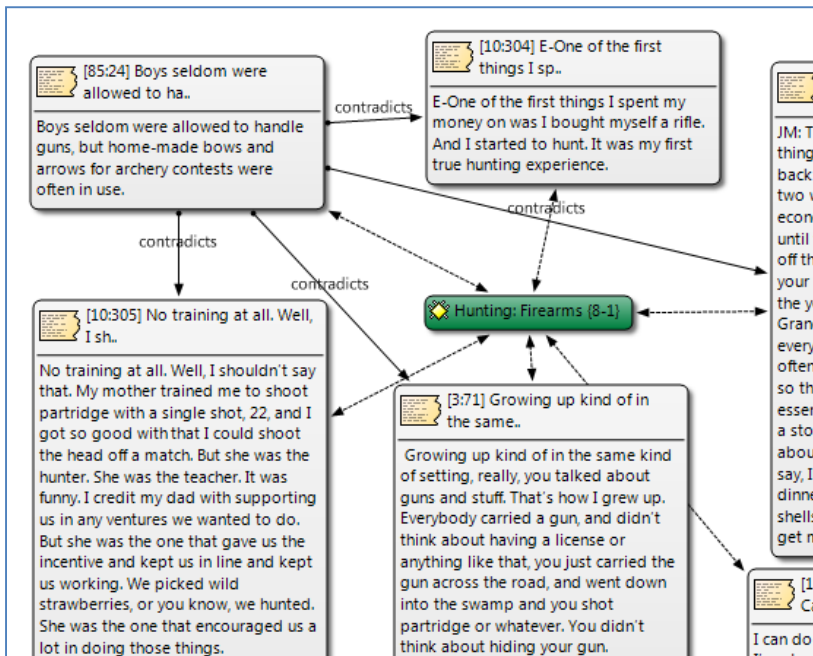 [85:24] Boys seldom were
allowed to ha..
Boys seldom were allowed to handle
guns, but home-made bows and
arrows for archery contests were
often in use.
contradicts
[10:304] E-One of the first
things I sp..
E-One of the first things I spent my
money on was I bought myself a rifle.
And I started to hunt. It was my first
true hunting experience.
contradicts
contradicts
contradicts
Hunting: Firearms {8-1}
[10:305] No training at all. Well,
I sh..
No training at all. Well, I shouldn't say
that. My mother trained me to shoot
partridge with a single shot, 22, and I
got so good with that I could shoot
the head off a match. But she was the
hunter. She was the teacher. It was
funny. I credit my dad with supporting
us in any ventures we wanted to do.
But she was the one that gave us the
incentive and kept us in line and kept
us working. We picked wild
strawberries, or you know, we hunted.
She was the one that encouraged us a
lot in doing those things.
[3:71] Growing up kind of in
the same..
Growing up kind of in the same kind
of setting, really, you talked about
guns and stuff. That's how I grew up.
Everybody carried a gun, and didn't
think about having a license or
anything like that, you just carried the
gun across the road, and went down
into the swamp and you shot
partridge or whatever. You didn't
think about hiding your gun.
JM: T
thing
back
two v
econ
until
off th
your
the y
Gran
every
often
so th
esser
a sto
abou
say, I
dinne
shells
get n
[1
Ca
I can do